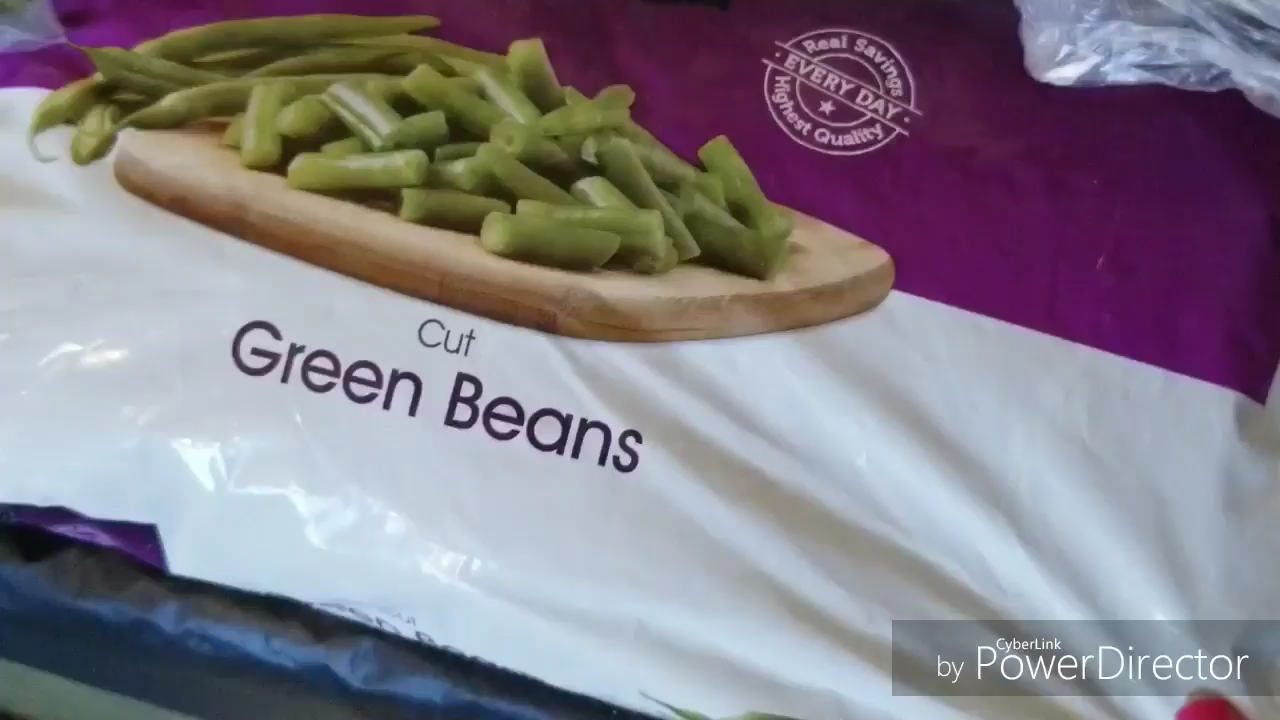 Real Savings
EVERY DAY
Highest Quality
Cut
Green Beans
CyberLink
by PowerDirector